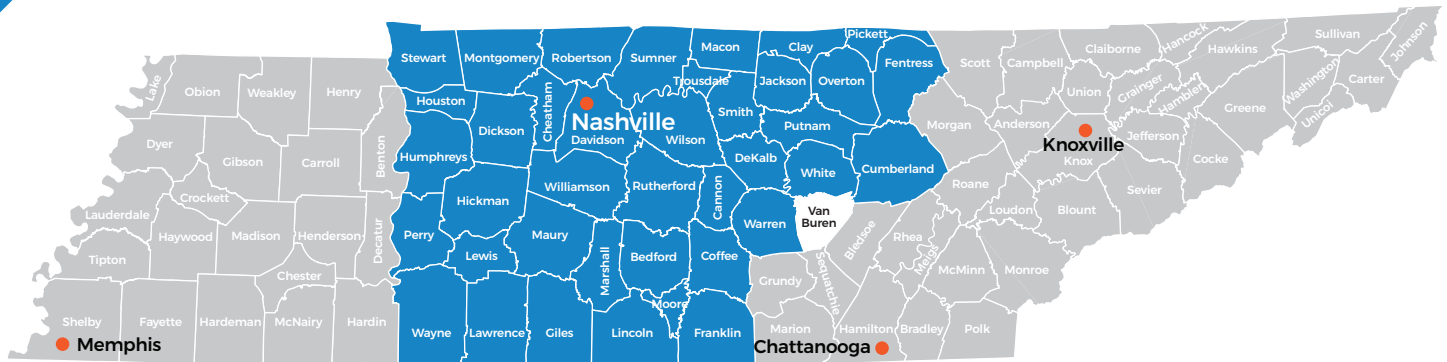 Stewart
Montgomery
Robertson
Sumner
Macon
Clay
Pickett
Fentress
Scott
Campbell
Claiborne
Hancock
Hawkins
Sullivan
Johnson
Lake
Obion
Weakley
Henry
Houston
Dickson
Cheatham
Nashville
Davidson
Wilson
Trousdale
Smith
Jackson
Overton
Putnam
Morgan
Anderson
Union
Grainger
Hamblen
Greene
Washington
Unicoi
Carter
Dyer
Gibson
Carroll
Benton
Humphreys
Hickman
Williamson
Rutherford
Cannon
DeKalb
White
Cumberland
Roane
Knoxville
Knox
Jefferson
Cocke
Sevier
Lauderdale
Crockett
Haywood
Madison
Henderson
Decatur
Perry
Lewis
Maury
Marshall
Bedford
Coffee
Warren
Van
Buren
Bledsoe
Rhea
Meigs
Loudon
Blount
Tipton
Chester
Grundy
Sequatchie
McMinn
Monroe
Shelby
Fayette
Hardeman
McNairy
Hardin
Wayne
Lawrence
Giles
Lincoln
Moore
Franklin
Marion
Hamilton
Bradley
Polk
Memphis
Chattanooga